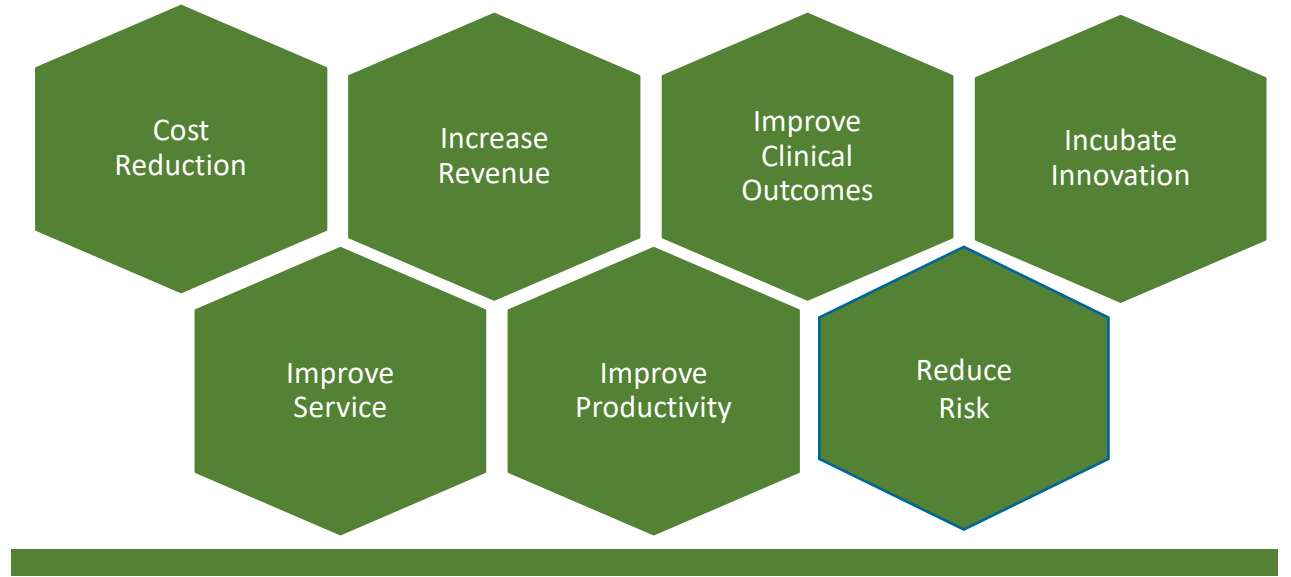 Cost
Reduction
Increase
Revenue
Improve
Clinical
Outcomes
Incubate
Innovation
Improve
Service
Improve
Productivity
Reduce
Risk